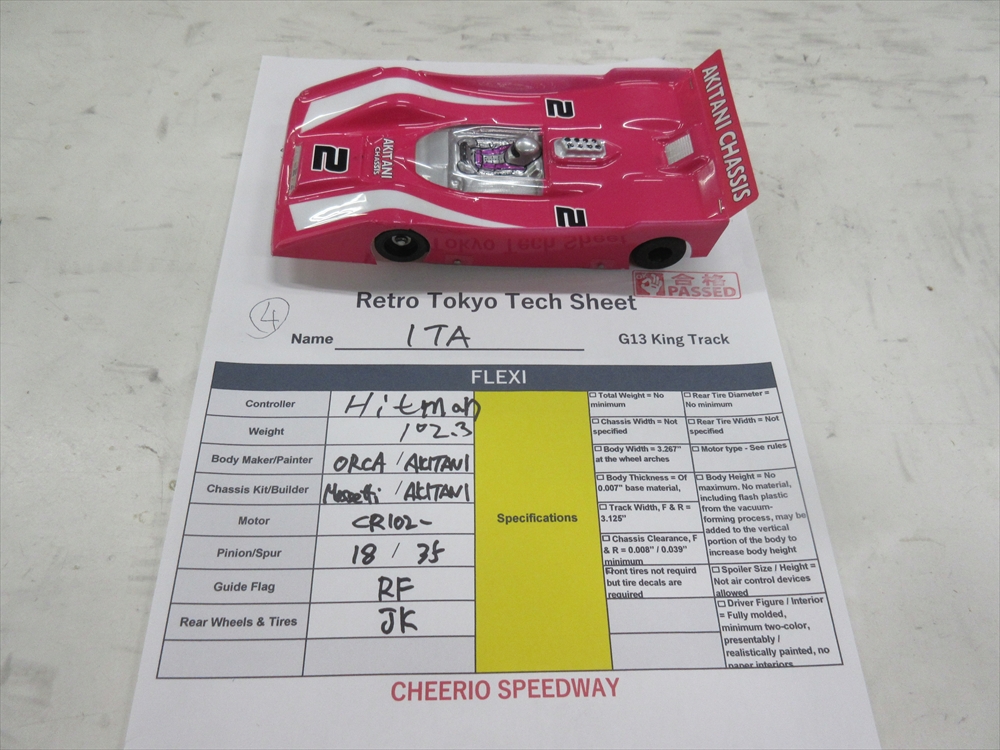 AKITANI CHASSIS
2
2
AKITANI
CHASSIS
2
合格
PASSED
Retro Tokyo Tech Sheet
4
Name ITA G13 King Track
FLEXI
Controller Hitman
Weight 102.3
Body Maker/Painter ORCA / AKITANI
Chassis Kit/Builder / AKITANI
Motor CR102-
Pinion/Spur 18 / 35
Guide Flag RF
Rear Wheels & Tires JK
Specifications
☐ Total Weight = No
minimum
☐ Rear Tire Diameter =
No minimum
☐ Chassis Width = Not
specified
☐ Rear Tire Width = Not
specified
☐ Body Width = 3.267"
at the wheel arches
☐ Motor type - See rules
☐ Body Thickness = Of
0.007" base material,
☐ Body Height = No
maximum. No material,
including flash plastic
from the vacuum-
forming process, may be
added to the vertical
portion of the body to
increase body height
☐ Track Width, F & R =
3.125"
☐ Chassis Clearance, F
& R = 0.008" / 0.039"
minimum
Front tires not requird
but tire decals are
required
☐ Spoiler Size / Height =
Not air control devices
allowed
☐ Driver Figure / Interior
= Fully molded,
minimum two-color,
presentably /
realistically painted, no
paper interiors
CHEERIO SPEEDWAY